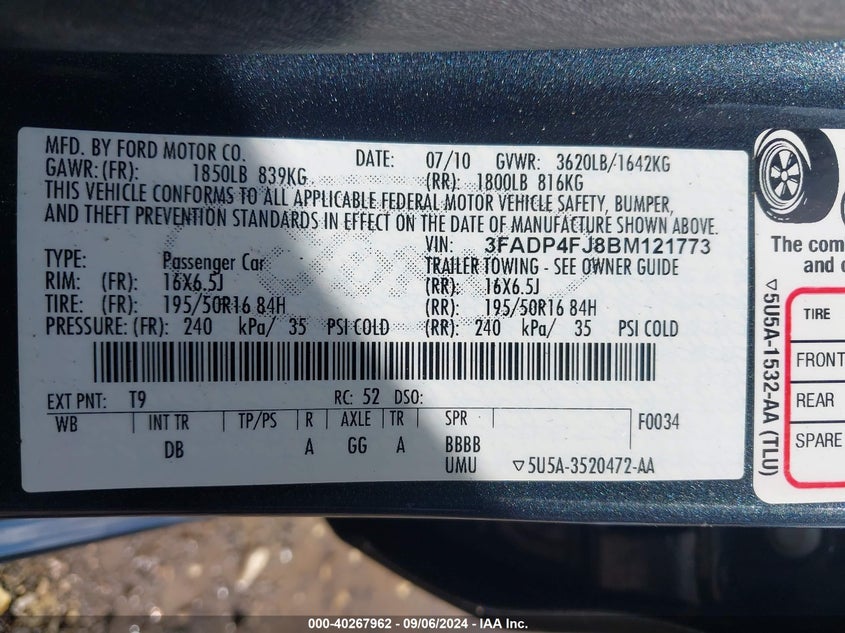 MFD. BY FORD MOTOR CO. DATE: 07/10 GVWR: 3620LB/1642KG
GAWR: (FR): 1850LB 839KG (RR): 1800LB 816KG
THIS VEHICLE CONFORMS TO ALL APPLICABLE FEDERAL MOTOR VEHICLE SAFETY, BUMPER,
AND THEFT PREVENTION STANDARDS IN EFFECT ON THE DATE OF MANUFACTURE SHOWN ABOVE.
VIN: 3FADP4FJ8BM121773
TYPE: Passenger Car TRAILER TOWING - SEE OWNER GUIDE
RIM: (FR): 16X6.5J (RR): 16X6.5J
TIRE: (FR): 195/50R16 84H (RR): 195/50R16 84H
PRESSURE: (FR): 240 kPa/ 35 PSI COLD (RR): 240 kPa/ 35 PSI COLD
EXT PNT: T9 RC: 52 DSO:
WB INT TR TP/PS R AXLE TR SPR F0034
DB A GG A BBBB
UMU ▽5U5A-3520472-AA
The com
and
▽5U5A-1532-AA (TLU)
TIRE
FRONT
REAR
SPARE
000-40267962 - 09/06/2024 - IAA Inc.